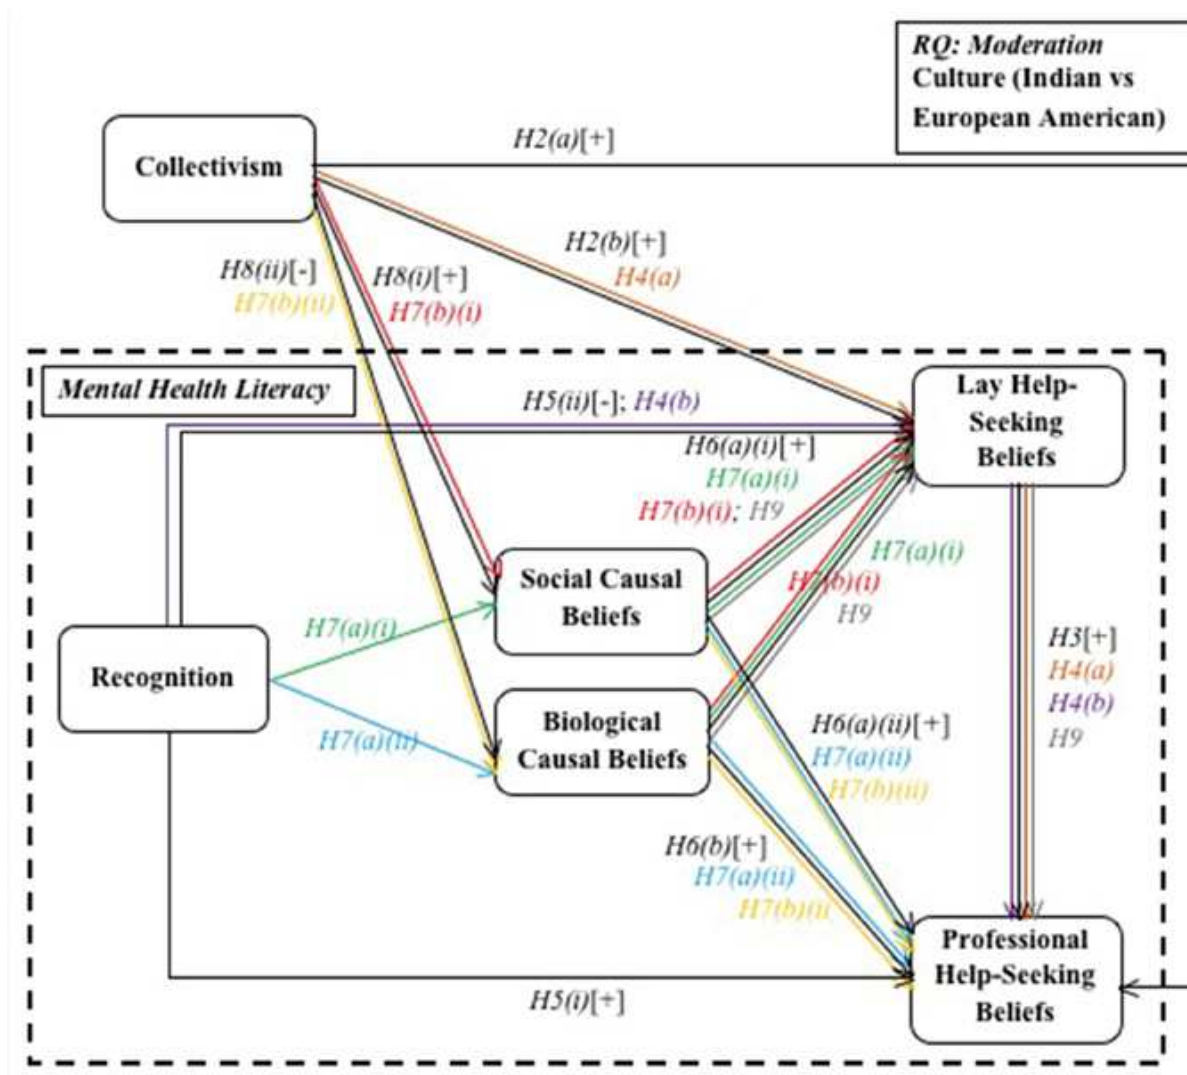 RQ: Moderation
Culture (Indian vs
European American)
H2(a)[+]
Collectivism
H2(b)[+]
H4(a)
H8(ii)[-]
H7(b)(ii)
H8(i)[+]
H7(b)(i)
Mental Health Literacy
H5(ii)[-]; H4(b)
Lay Help-
Seeking
Beliefs
H6(a)(i)[+]
H7(a)(i)
H7(b)(i); H9
H7(a)(i)
H7(b)(i)
H9
Social Causal
Beliefs
H7(a)(i)
Recognition
H7(a)(ii)
Biological
Causal Beliefs
H3[+]
H4(a)
H4(b)
H9
H6(a)(ii)[+]
H7(a)(ii)
H7(b)(ii)
H6(b)[+]
H7(a)(ii)
H7(b)(ii
Professional
Help-Seeking
Beliefs
H5(i)[+]